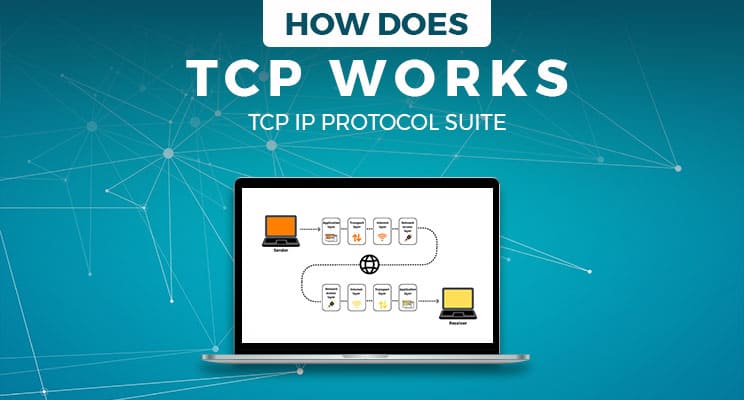 HOW DOES
TCP WORKS
TCP IP PROTOCOL SUITE
Application layer
Transport layer
Internet layer
Network access layer
Sender
Network access layer
Internet layer
Transport layer
Application layer
Receiver